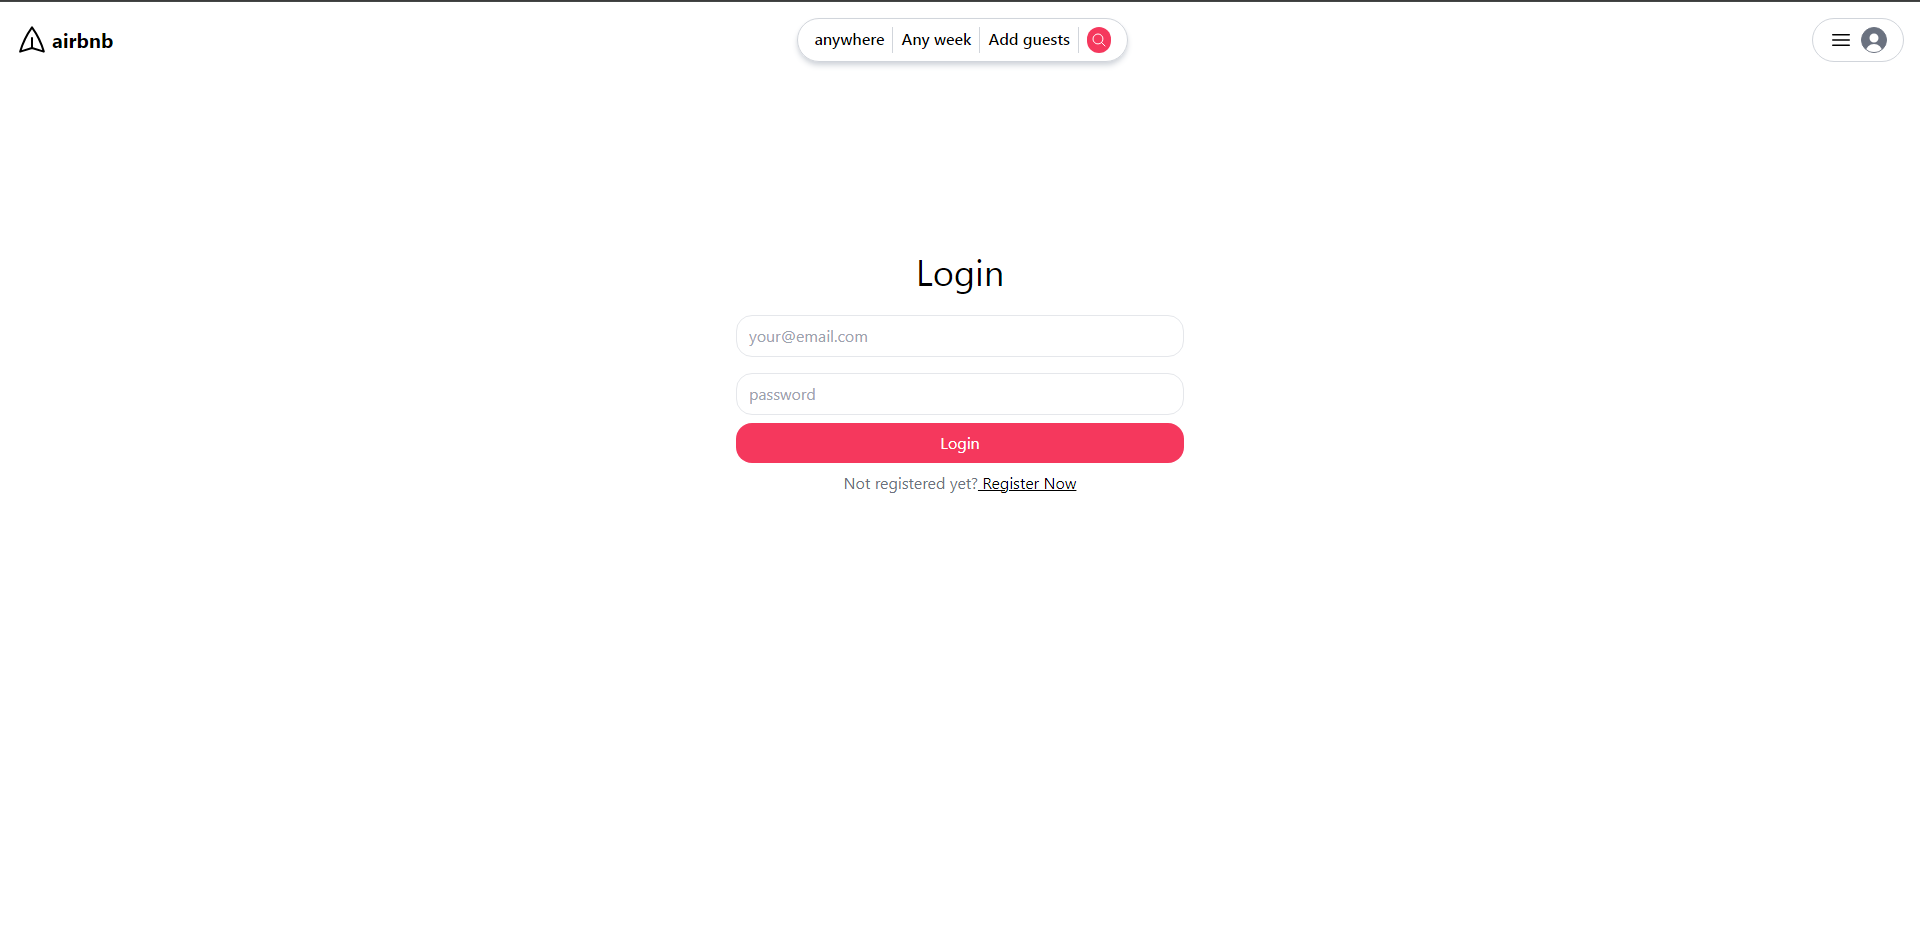 airbnb
anywhere Any week Add guests
Login
your@email.com
password
Login
Not registered yet? Register Now